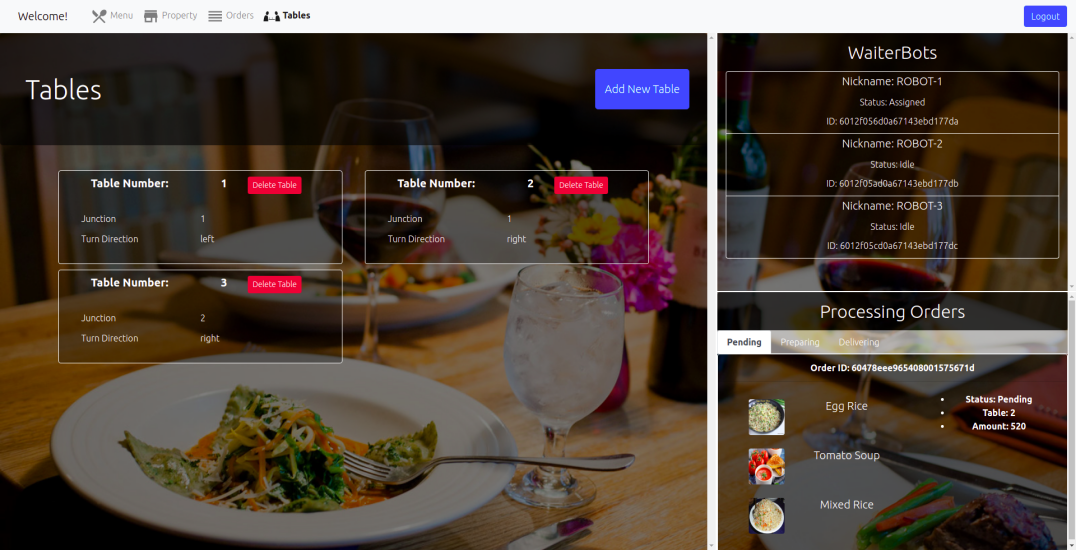 Welcome! Menu Property Orders Tables Logout
Tables
Add New Table
Table Number: 1 Delete Table
Junction 1
Turn Direction left
Table Number: 2 Delete Table
Junction 1
Turn Direction right
Table Number: 3 Delete Table
Junction 2
Turn Direction right
WaiterBots
Nickname: ROBOT-1
Status: Assigned
ID: 6012f056d0a67143ebd177da
Nickname: ROBOT-2
Status: Idle
ID: 6012f05ad0a67143ebd177db
Nickname: ROBOT-3
Status: Idle
ID: 6012f05cd0a67143ebd177dc
Processing Orders
Pending Preparing Delivering
Order ID: 60478eee965408001575671d
Egg Rice
Tomato Soup
Mixed Rice
Status: Pending
Table: 2
Amount: 520